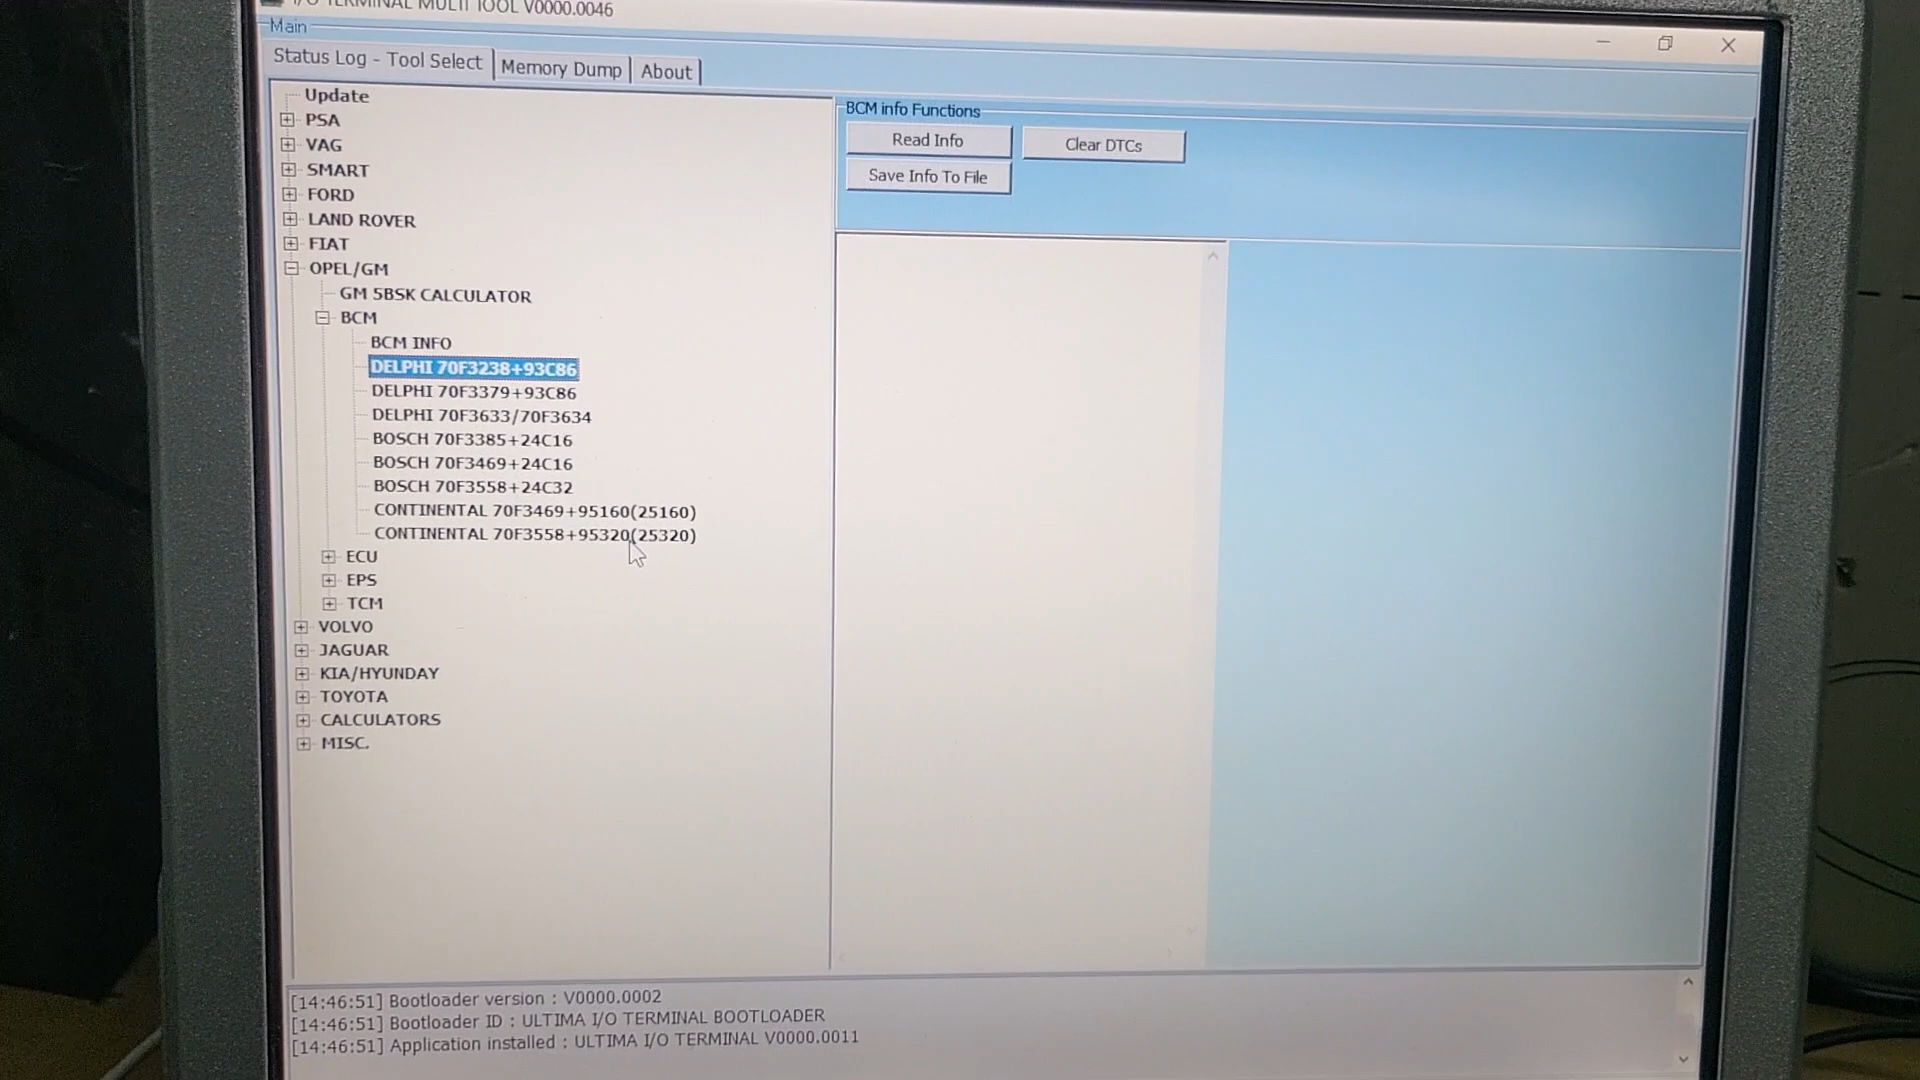 I/O TERMINAL MULTI TOOL V0000.0046
Main
Status Log - Tool Select
Memory Dump
About
Update
PSA
VAG
SMART
FORD
LAND ROVER
FIAT
OPEL/GM
GM 5BSK CALCULATOR
BCM
BCM INFO
DELPHI 70F3238+93C86
DELPHI 70F3379+93C86
DELPHI 70F3633/70F3634
BOSCH 70F3385+24C16
BOSCH 70F3469+24C16
BOSCH 70F3558+24C32
CONTINENTAL 70F3469+95160(25160)
CONTINENTAL 70F3558+95320(25320)
ECU
EPS
TCM
VOLVO
JAGUAR
KIA/HYUNDAY
TOYOTA
CALCULATORS
MISC.
BCM info Functions
Read Info
Clear DTCs
Save Info To File
[14:46:51] Bootloader version : V0000.0002
[14:46:51] Bootloader ID : ULTIMA I/O TERMINAL BOOTLOADER
[14:46:51] Application installed : ULTIMA I/O TERMINAL V0000.0011